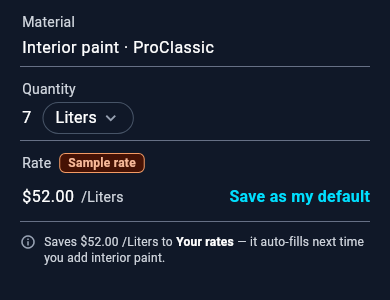 Material
Interior paint · ProClassic
Quantity
7 Liters
Rate Sample rate
$52.00 /Liters Save as my default
Saves $52.00 /Liters to Your rates — it auto-fills next time
you add interior paint.